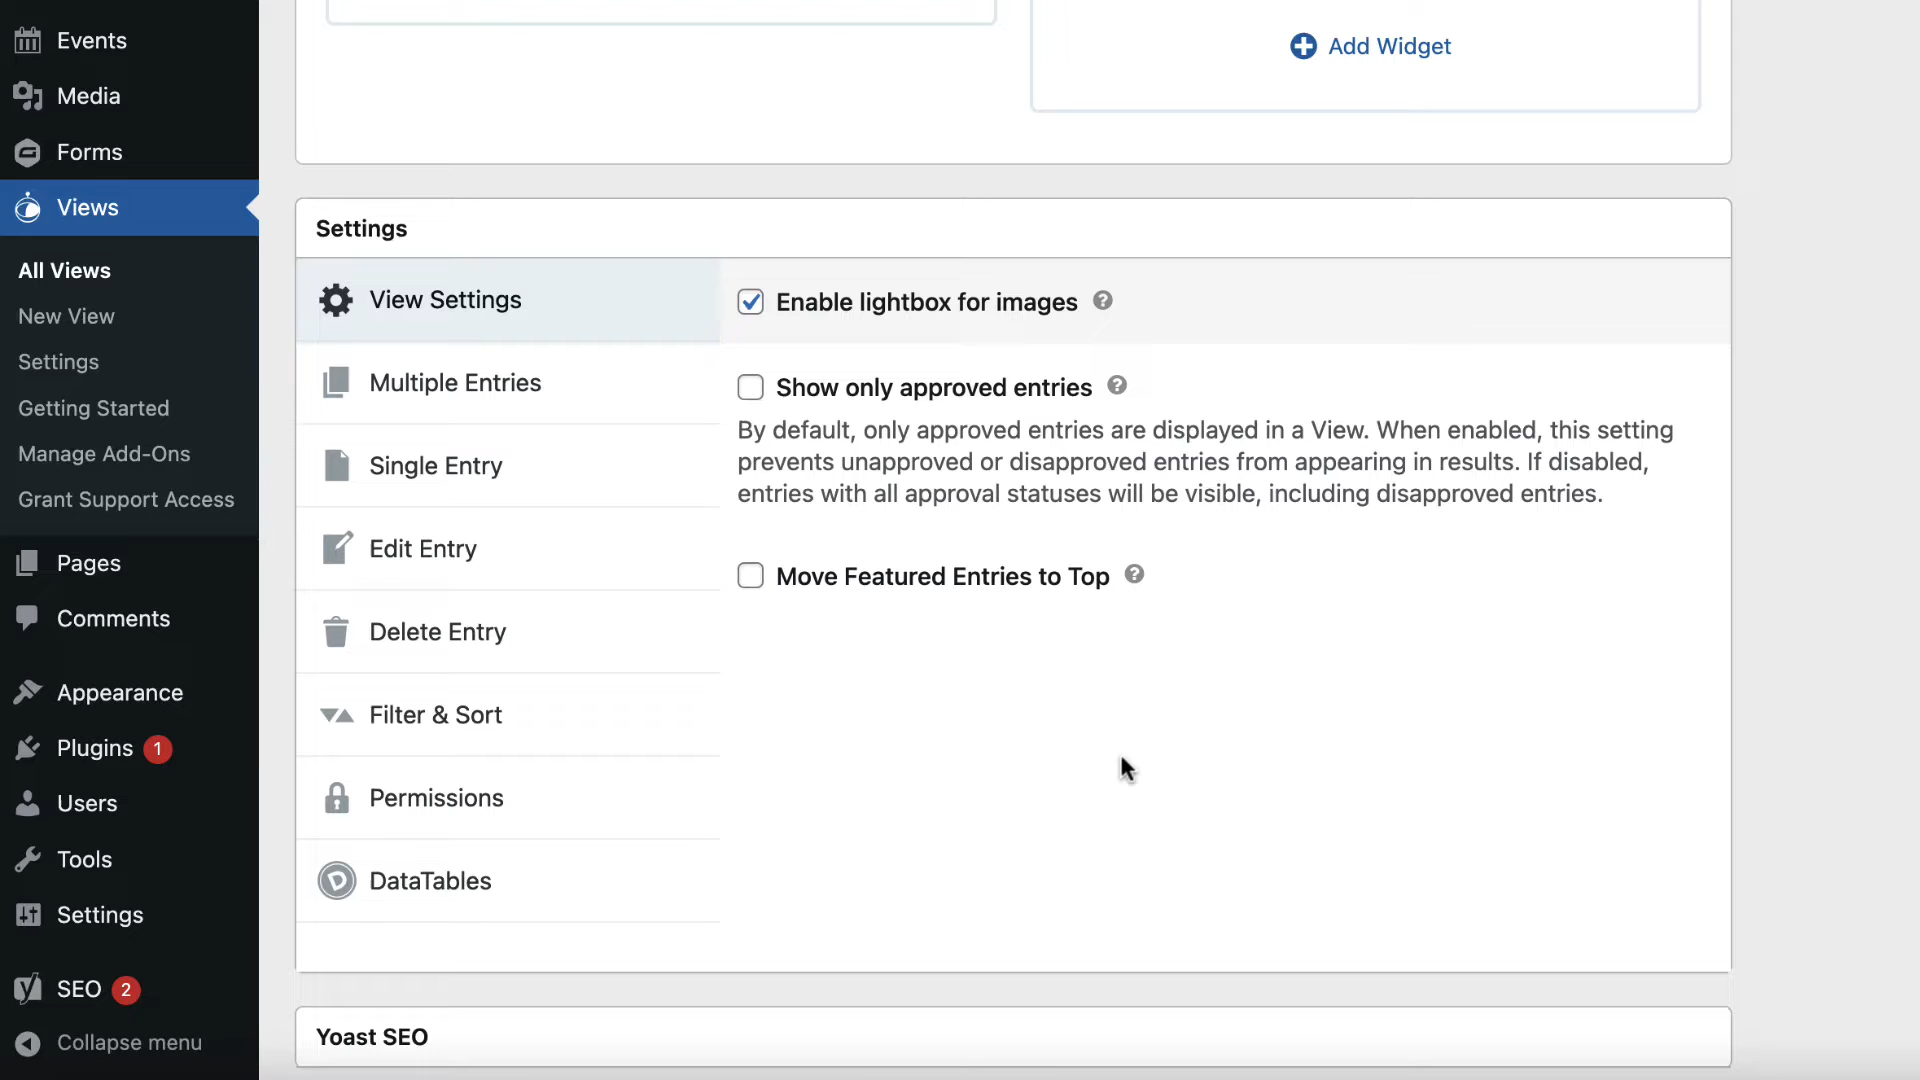 Events
Media
Forms
Views
All Views
New View
Settings
Getting Started
Manage Add-Ons
Grant Support Access
Pages
Comments
Appearance
Plugins 1
Users
Tools
Settings
SEO 2
Collapse menu
Add Widget
Settings
View Settings
Multiple Entries
Single Entry
Edit Entry
Delete Entry
Filter & Sort
Permissions
DataTables
Enable lightbox for images ?
Show only approved entries ?
By default, only approved entries are displayed in a View. When enabled, this setting
prevents unapproved or disapproved entries from appearing in results. If disabled,
entries with all approval statuses will be visible, including disapproved entries.
Move Featured Entries to Top ?
Yoast SEO